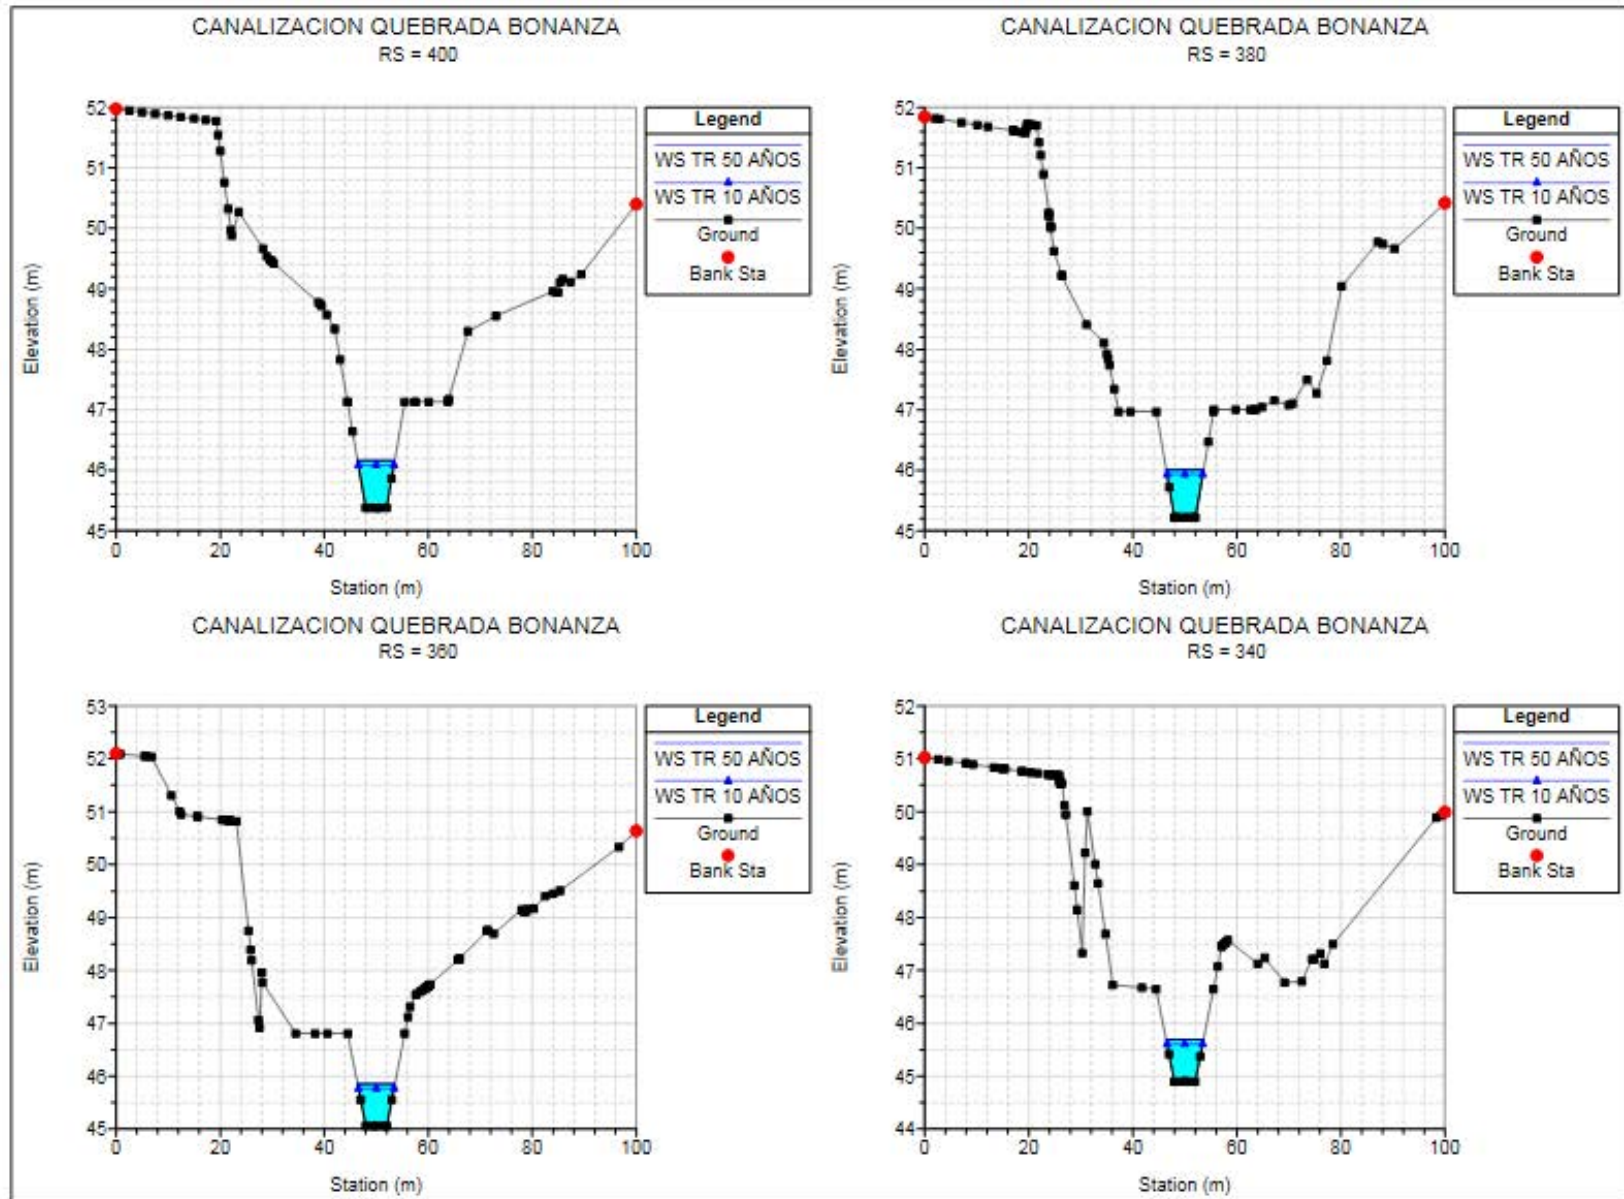 CANALIZACION QUEBRADA BONANZA
RS = 400
52
51
50
49
48
47
46
45
0
20
40
60
80
100
Elevation (m)
Station (m)
Legend
WS TR 50 AÑOS
WS TR 10 AÑOS
Ground
Bank Sta
CANALIZACION QUEBRADA BONANZA
RS = 380
52
51
50
49
48
47
46
45
0
20
40
60
80
100
Elevation (m)
Station (m)
Legend
WS TR 50 AÑOS
WS TR 10 AÑOS
Ground
Bank Sta
CANALIZACION QUEBRADA BONANZA
RS = 360
53
52
51
50
49
48
47
46
45
0
20
40
60
80
100
Elevation (m)
Station (m)
Legend
WS TR 50 AÑOS
WS TR 10 AÑOS
Ground
Bank Sta
CANALIZACION QUEBRADA BONANZA
RS = 340
52
51
50
49
48
47
46
45
44
0
20
40
60
80
100
Elevation (m)
Station (m)
Legend
WS TR 50 AÑOS
WS TR 10 AÑOS
Ground
Bank Sta